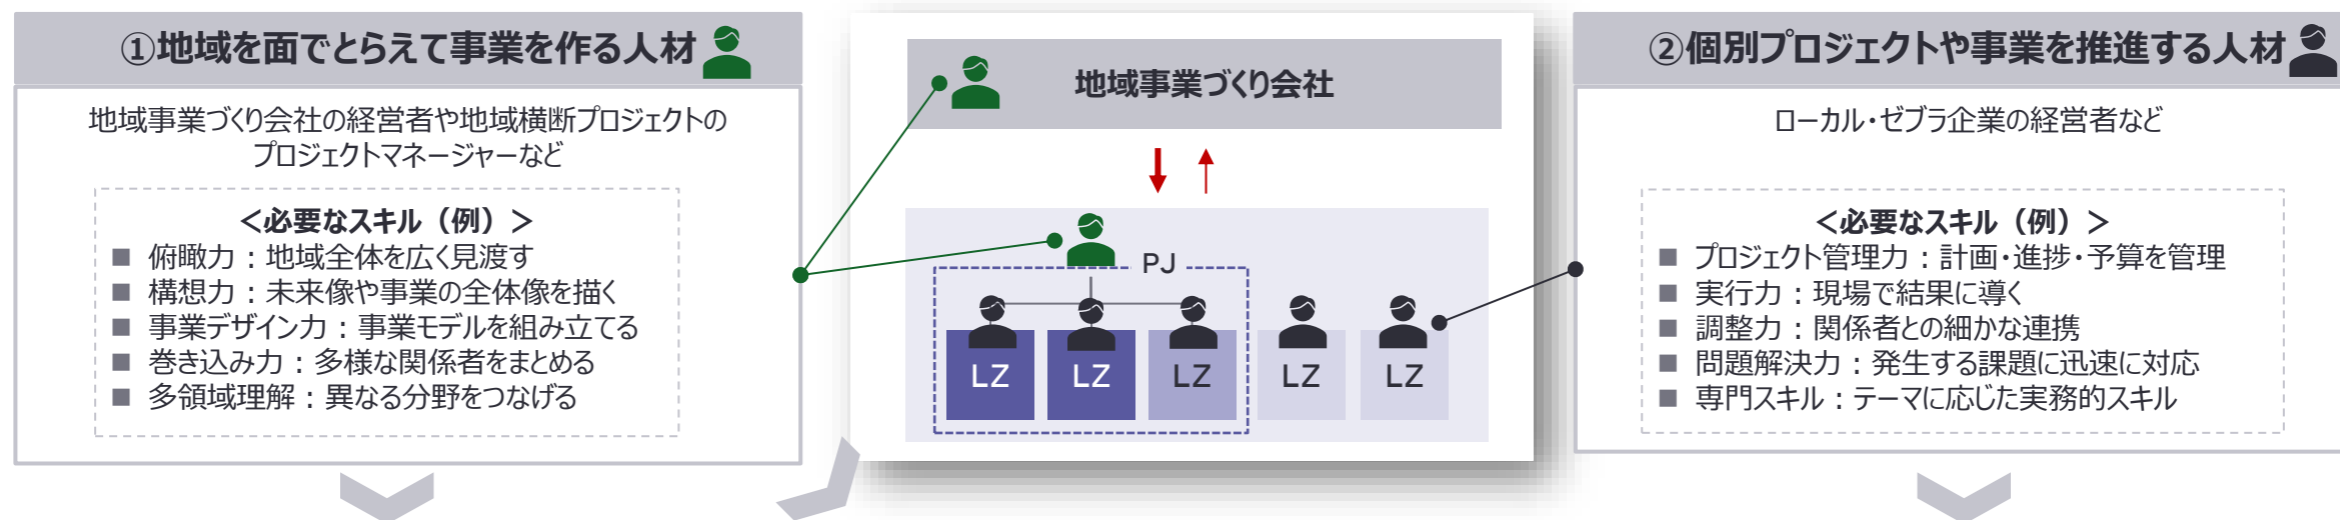 ①地域を面でとらえて事業を作る人材
地域事業づくり会社の経営者や地域横断プロジェクトの
プロジェクトマネージャーなど
＜必要なスキル（例）＞
■ 俯瞰力：地域全体を広く見渡す
■ 構想力：未来像や事業の全体像を描く
■ 事業デザイン力：事業モデルを組み立てる
■ 巻き込み力：多様な関係者をまとめる
■ 多領域理解：異なる分野をつなげる
地域事業づくり会社
PJ
LZ LZ LZ LZ LZ
②個別プロジェクトや事業を推進する人材
ローカル・ゼブラ企業の経営者など
＜必要なスキル（例）＞
■ プロジェクト管理力：計画・進捗・予算を管理
■ 実行力：現場で結果に導く
■ 調整力：関係者との細かな連携
■ 問題解決力：発生する課題に迅速に対応
■ 専門スキル：テーマに応じた実務的スキル